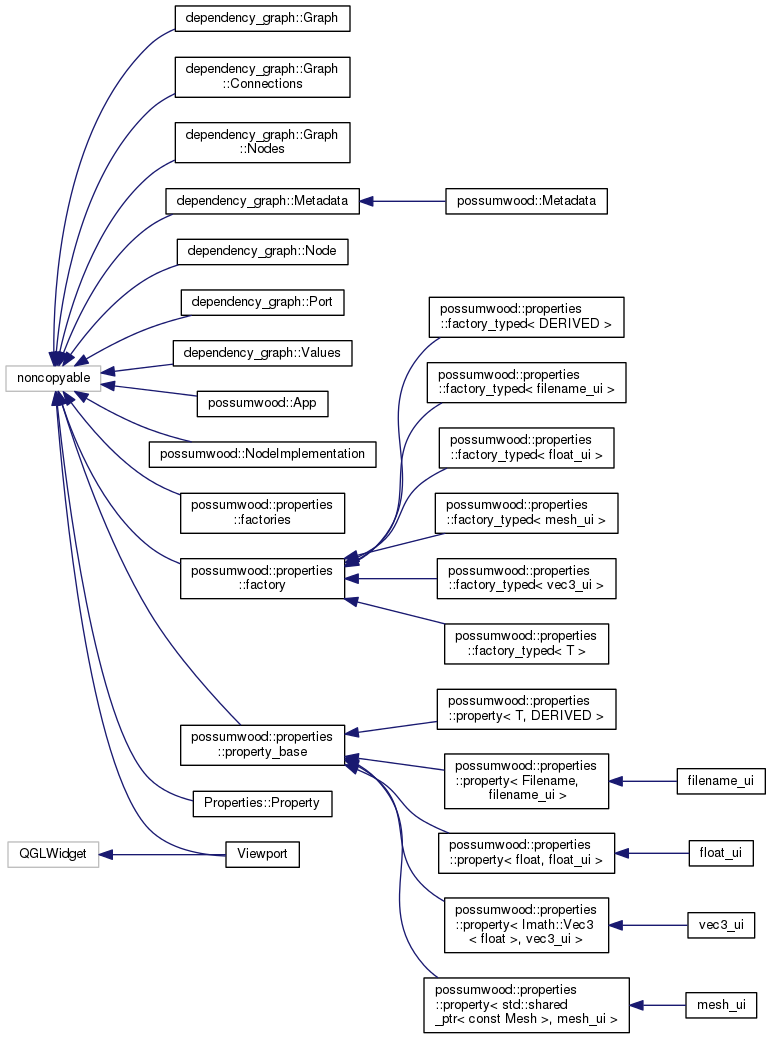 dependency_graph::Graph
dependency_graph::Graph
::Connections
dependency_graph::Graph
::Nodes
dependency_graph::Metadata
possumwood::Metadata
dependency_graph::Node
dependency_graph::Port
possumwood::properties
::factory_typed< DERIVED >
dependency_graph::Values
noncopyable
possumwood::properties
::factory_typed< filename_ui >
possumwood::App
possumwood::NodeImplementation
possumwood::properties
::factory_typed< float_ui >
possumwood::properties
::factories
possumwood::properties
::factory_typed< mesh_ui >
possumwood::properties
::factory
possumwood::properties
::factory_typed< vec3_ui >
possumwood::properties
::factory_typed< T >
possumwood::properties
::property< T, DERIVED >
possumwood::properties
::property_base
possumwood::properties
::property< Filename,
filename_ui >
filename_ui
Properties::Property
QGLWidget
Viewport
possumwood::properties
::property< float, float_ui >
float_ui
possumwood::properties
::property< Imath::Vec3
< float >, vec3_ui >
vec3_ui
possumwood::properties
::property< std::shared
_ptr< const Mesh >, mesh_ui >
mesh_ui